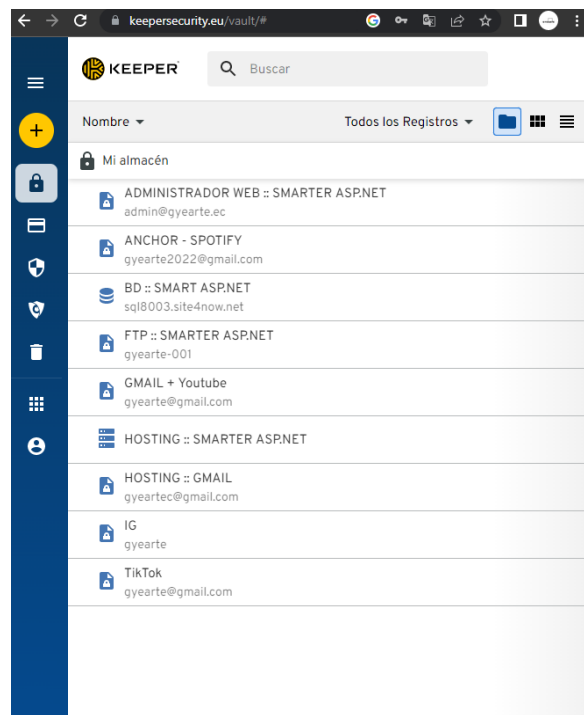 keepersecurity.eu/vault/#
KEEPER
Buscar
Nombre
Todos los Registros
Mi almacén
ADMINISTRADOR WEB :: SMARTER ASP.NET
admin@gyearte.ec
ANCHOR - SPOTIFY
gyearte2022@gmail.com
BD :: SMART ASP.NET
sql8003.site4now.net
FTP :: SMARTER ASP.NET
gyearte-001
GMAIL + Youtube
gyearte@gmail.com
HOSTING :: SMARTER ASP.NET
HOSTING :: GMAIL
gyeartec@gmail.com
IG
gyearte
TikTok
gyearte@gmail.com